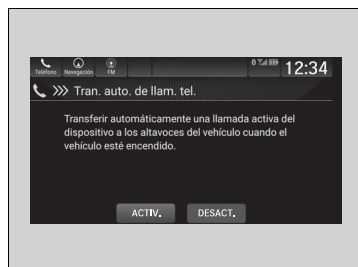 Teléfono Navegación FM
12:34
Tran. auto. de llam. tel.
Transferir automáticamente una llamada activa del
dispositivo a los altavoces del vehículo cuando el
vehículo esté encendido.
ACTIV. DESACT.